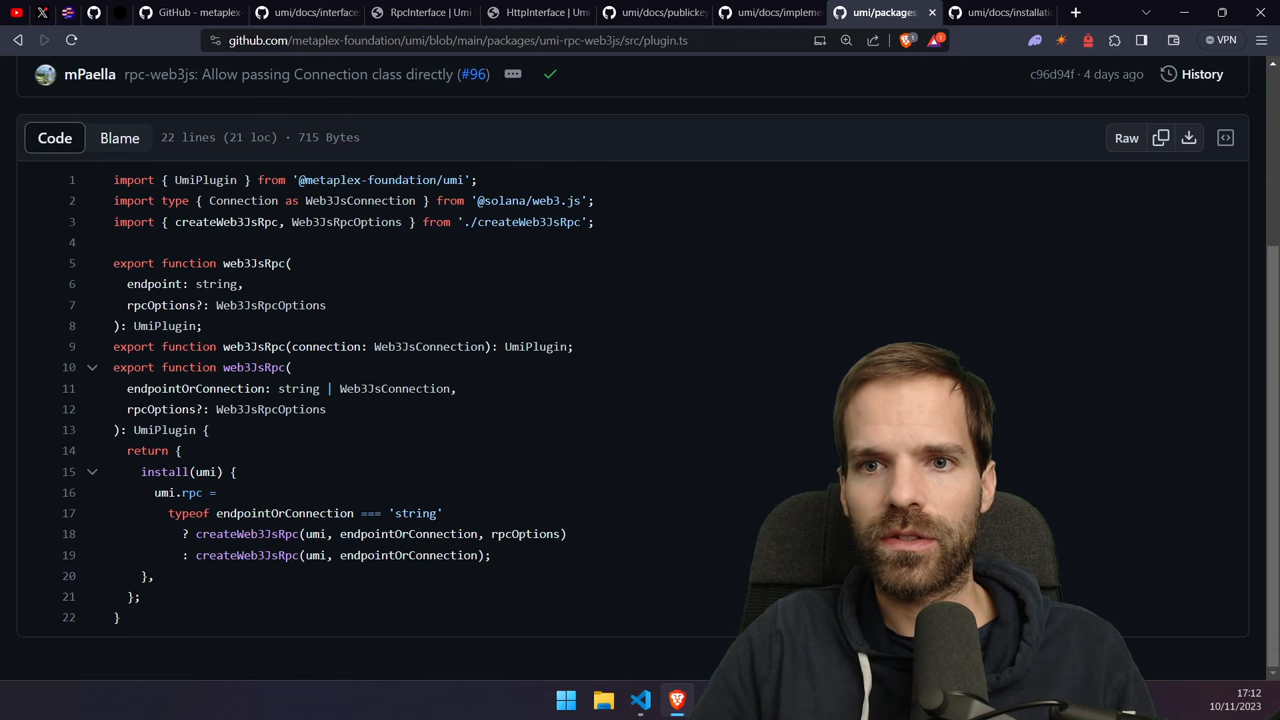 GitHub - metaplex-
umi/docs/interface
RpcInterface | Umi
HttpInterface | Umi
umi/docs/publickey
umi/docs/impleme
umi/packages
umi/docs/installati
github.com/metaplex-foundation/umi/blob/main/packages/umi-rpc-web3js/src/plugin.ts
1
1
VPN
mPaella rpc-web3js: Allow passing Connection class directly (#96)
c96d94f · 4 days ago
History
Code
Blame
22 lines (21 loc) · 715 Bytes
Raw
1 import { UmiPlugin } from '@metaplex-foundation/umi';
2 import type { Connection as Web3JsConnection } from '@solana/web3.js';
3 import { createWeb3JsRpc, Web3JsRpcOptions } from './createWeb3JsRpc';
4
5 export function web3JsRpc(
6 endpoint: string,
7 rpcOptions?: Web3JsRpcOptions
8 ): UmiPlugin;
9 export function web3JsRpc(connection: Web3JsConnection): UmiPlugin;
10 export function web3JsRpc(
11 endpointOrConnection: string | Web3JsConnection,
12 rpcOptions?: Web3JsRpcOptions
13 ): UmiPlugin {
14 return {
15 install(umi) {
16 umi.rpc =
17 typeof endpointOrConnection === 'string'
18 ? createWeb3JsRpc(umi, endpointOrConnection, rpcOptions)
19 : createWeb3JsRpc(umi, endpointOrConnection);
20 },
21 };
22 }
17:12
10/11/2023